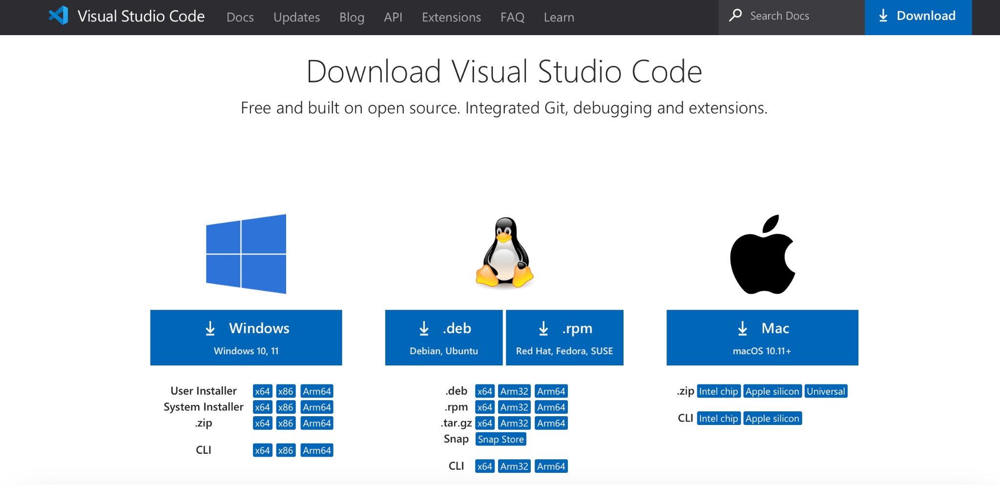 Visual Studio Code Docs Updates Blog API Extensions FAQ Learn Search Docs Download
Download Visual Studio Code
Free and built on open source. Integrated Git, debugging and extensions.
Windows
Windows 10, 11
User Installer x64 x86 Arm64
System Installer x64 x86 Arm64
.zip x64 x86 Arm64
CLI x64 x86 Arm64
.deb
Debian, Ubuntu
.rpm
Red Hat, Fedora, SUSE
.deb x64 Arm32 Arm64
.rpm x64 Arm32 Arm64
.tar.gz x64 Arm32 Arm64
Snap Snap Store
CLI x64 Arm32 Arm64
Mac
macOS 10.11+
.zip Intel chip Apple silicon Universal
CLI Intel chip Apple silicon